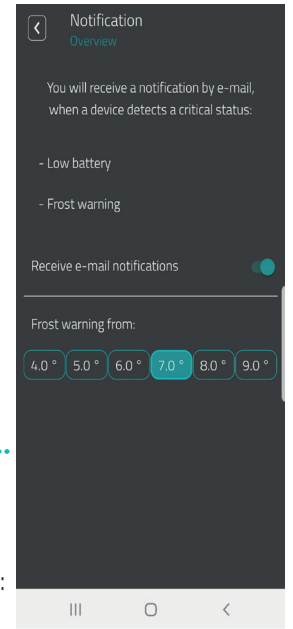 Notification
Overview
You will receive a notification by e-mail,
when a device detects a critical status:
- Low battery
- Frost warning
Receive e-mail notifications
Frost warning from:
4.0 ° 5.0 ° 6.0 ° 7.0 ° 8.0 ° 9.0 °
: